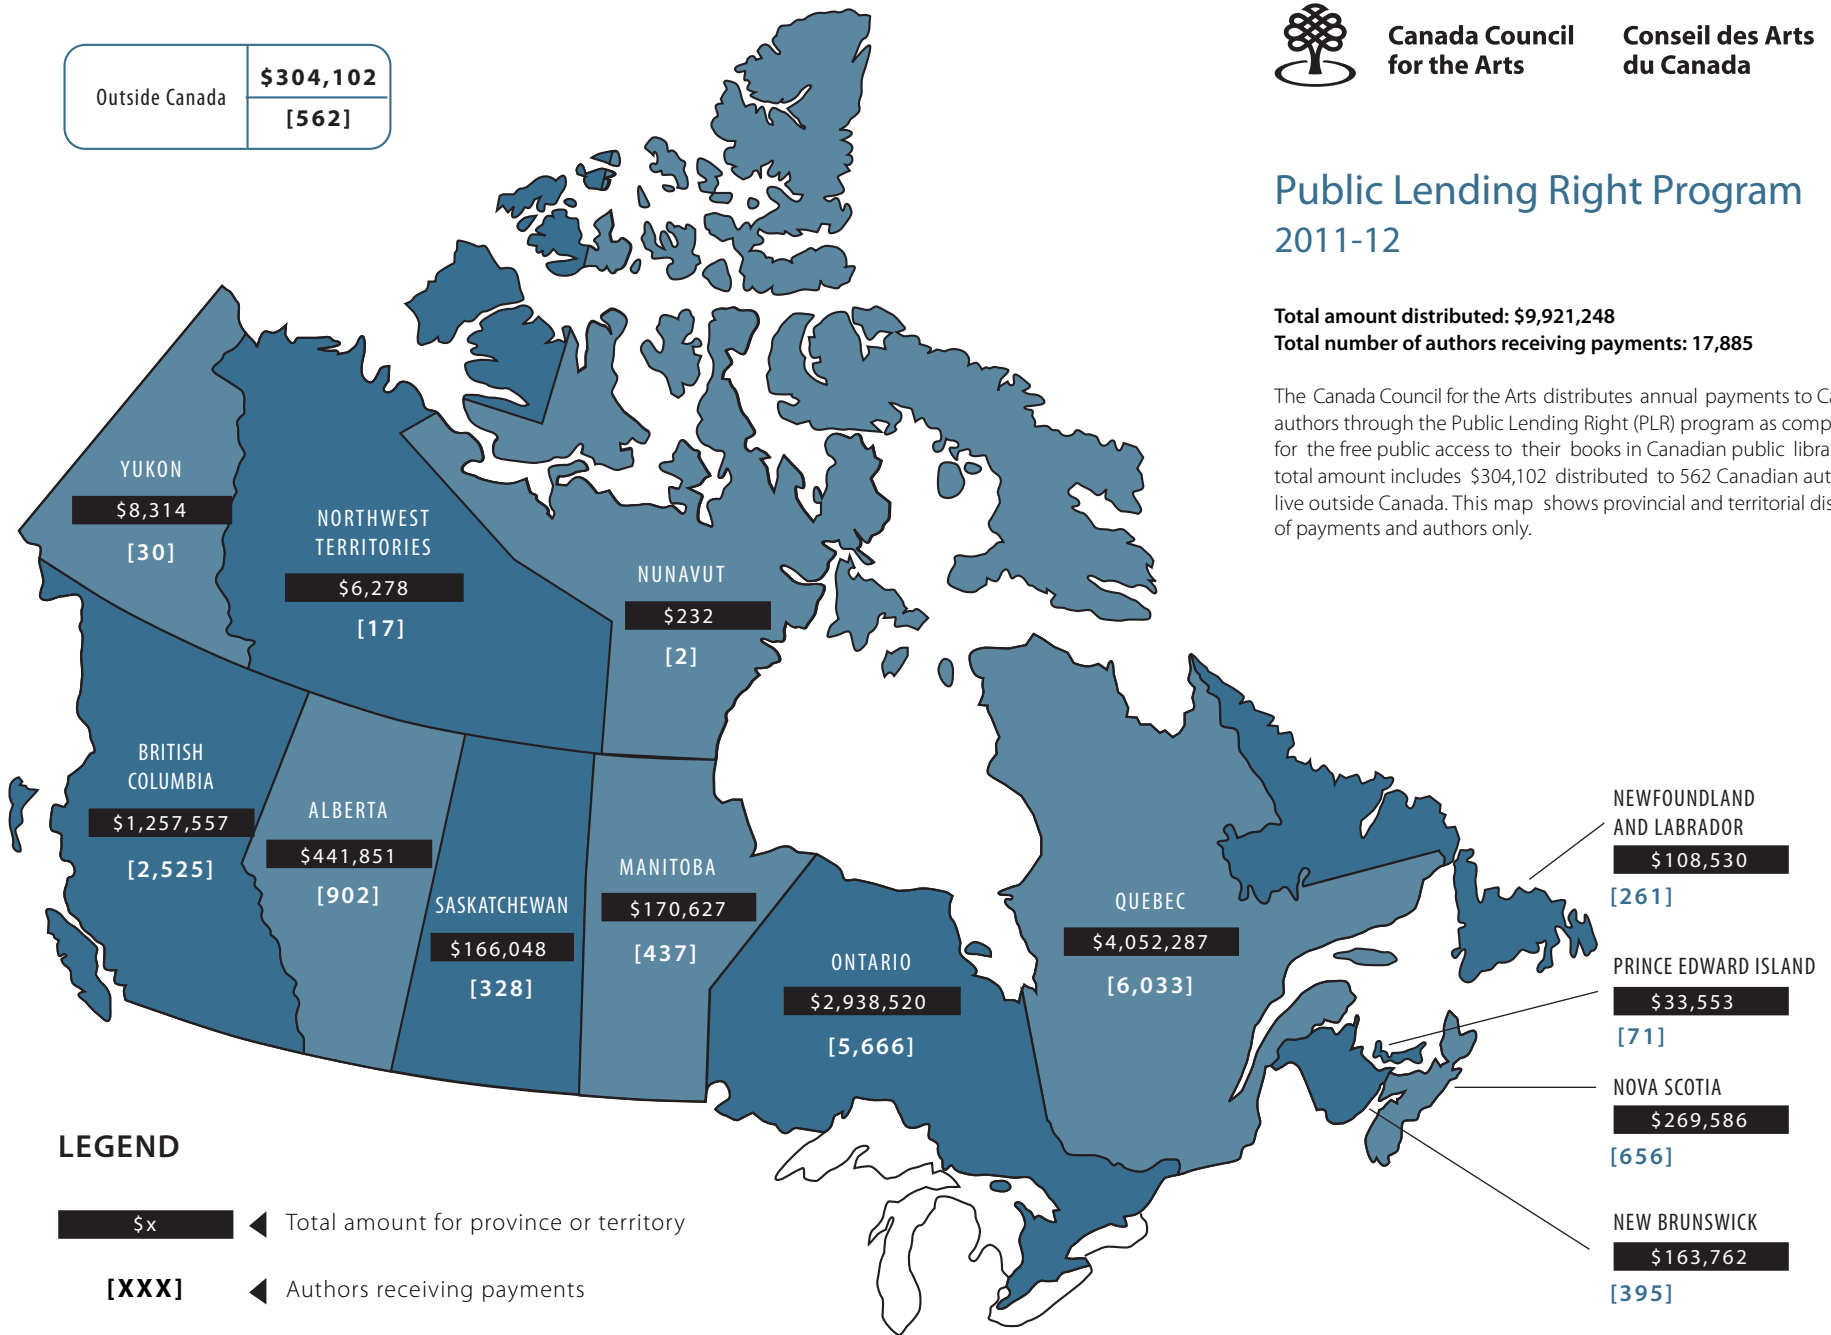 Outside Canada
$304,102
[562]
Canada Council
for the Arts
Conseil des Arts
du Canada
Public Lending Right Program
2011-12
Total amount distributed: $9,921,248
Total number of authors receiving payments: 17,885
The Canada Council for the Arts distributes annual payments to
authors through the Public Lending Right (PLR) program as
for the free public access to their books in Canadian public
total amount includes $304,102 distributed to 562 Canadian
live outside Canada. This map shows provincial and territorial
of payments and authors only.
YUKON
$8,314
[30]
NORTHWEST
TERRITORIES
$6,278
[17]
NUNAVUT
$232
[2]
BRITISH
COLUMBIA
$1,257,557
[2,525]
ALBERTA
$441,851
[902]
SASKATCHEWAN
$166,048
[328]
MANITOBA
$170,627
[437]
ONTARIO
$2,938,520
[5,666]
QUEBEC
$4,052,287
[6,033]
NEWFOUNDLAND
AND LABRADOR
$108,530
[261]
PRINCE EDWARD ISLAND
$33,553
[71]
NOVA SCOTIA
$269,586
[656]
NEW BRUNSWICK
$163,762
[395]
LEGEND
$x
Total amount for province or territory
[XXX]
Authors receiving payments